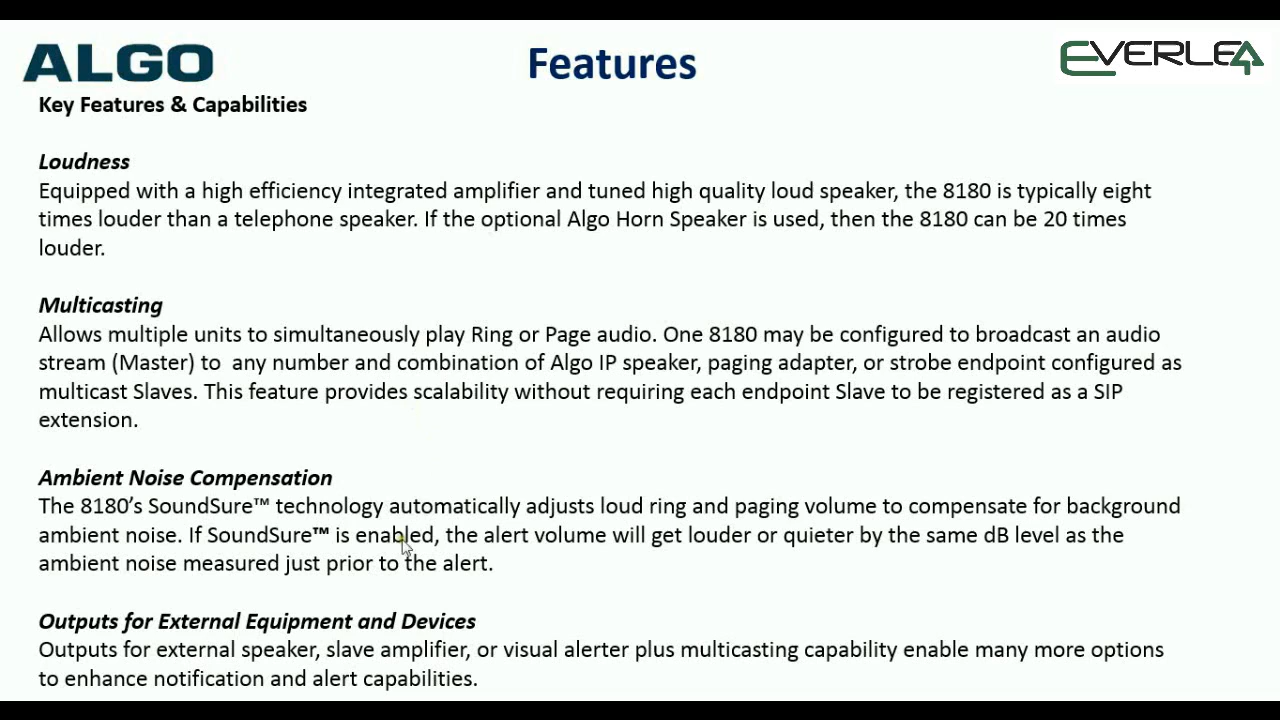 ALGO
Features
EVERLEA
Key Features & Capabilities
Loudness
Equipped with a high efficiency integrated amplifier and tuned high quality loud speaker, the 8180 is typically eight
times louder than a telephone speaker. If the optional Algo Horn Speaker is used, then the 8180 can be 20 times
louder.
Multicasting
Allows multiple units to simultaneously play Ring or Page audio. One 8180 may be configured to broadcast an audio
stream (Master) to  any number and combination of Algo IP speaker, paging adapter, or strobe endpoint configured as
multicast Slaves. This feature provides scalability without requiring each endpoint Slave to be registered as a SIP
extension.
Ambient Noise Compensation
The 8180’s SoundSure™ technology automatically adjusts loud ring and paging volume to compensate for background
ambient noise. If SoundSure™ is enabled, the alert volume will get louder or quieter by the same dB level as the
ambient noise measured just prior to the alert.
Outputs for External Equipment and Devices
Outputs for external speaker, slave amplifier, or visual alerter plus multicasting capability enable many more options
to enhance notification and alert capabilities.